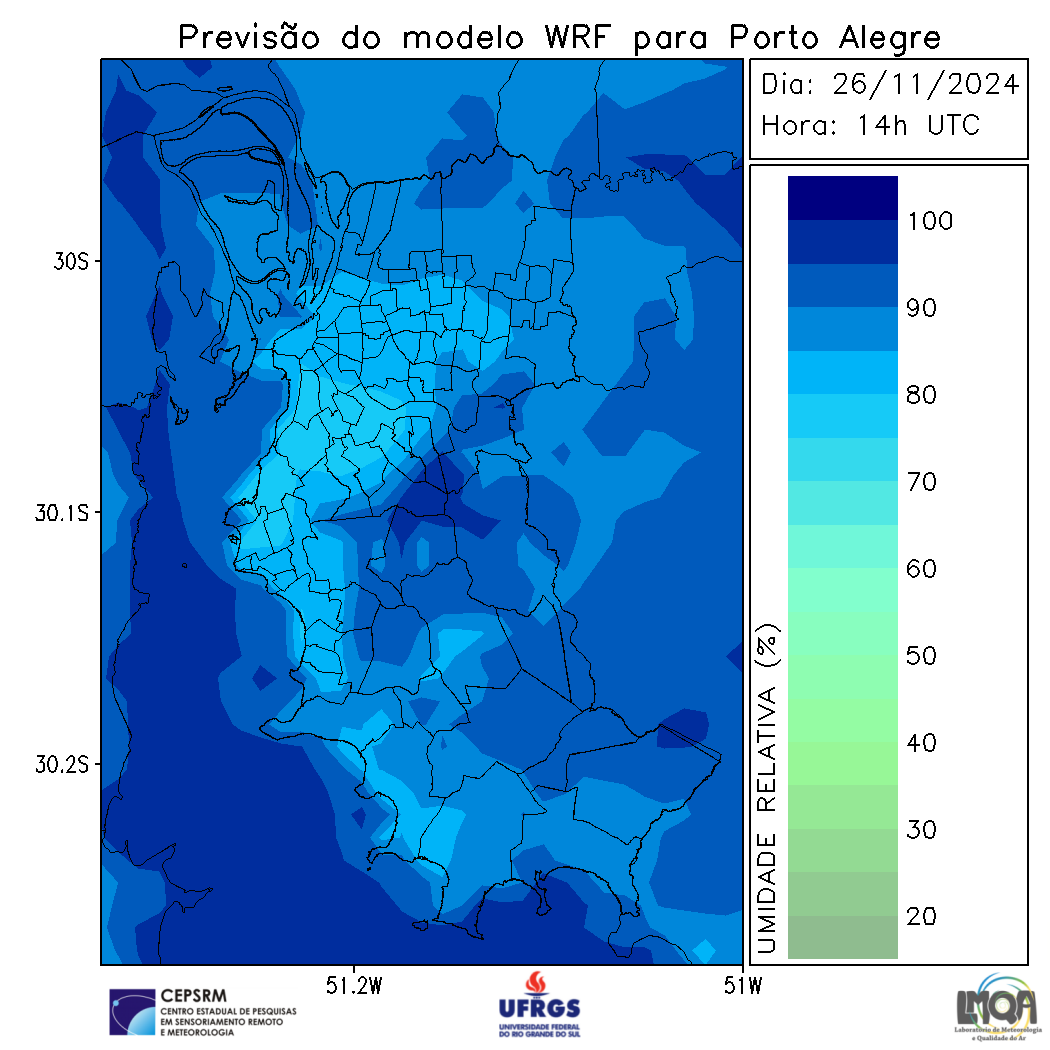 Previsão do modelo WRF para Porto Alegre
Dia: 26/11/2024
Hora: 14h UTC
30S
30.1S
30.2S
51.2W
51W
100
90
80
70
60
50
40
30
20
UMIDADE RELATIVA (%)
CEPSRM
CENTRO ESTADUAL DE PESQUISAS
EM SENSORIAMENTO REMOTO
E METEOROLOGIA
UFRGS
UNIVERSIDADE FEDERAL
DO RIO GRANDE DO SUL
LMQA
Laboratório de Meteorologia
e Qualidade do Ar